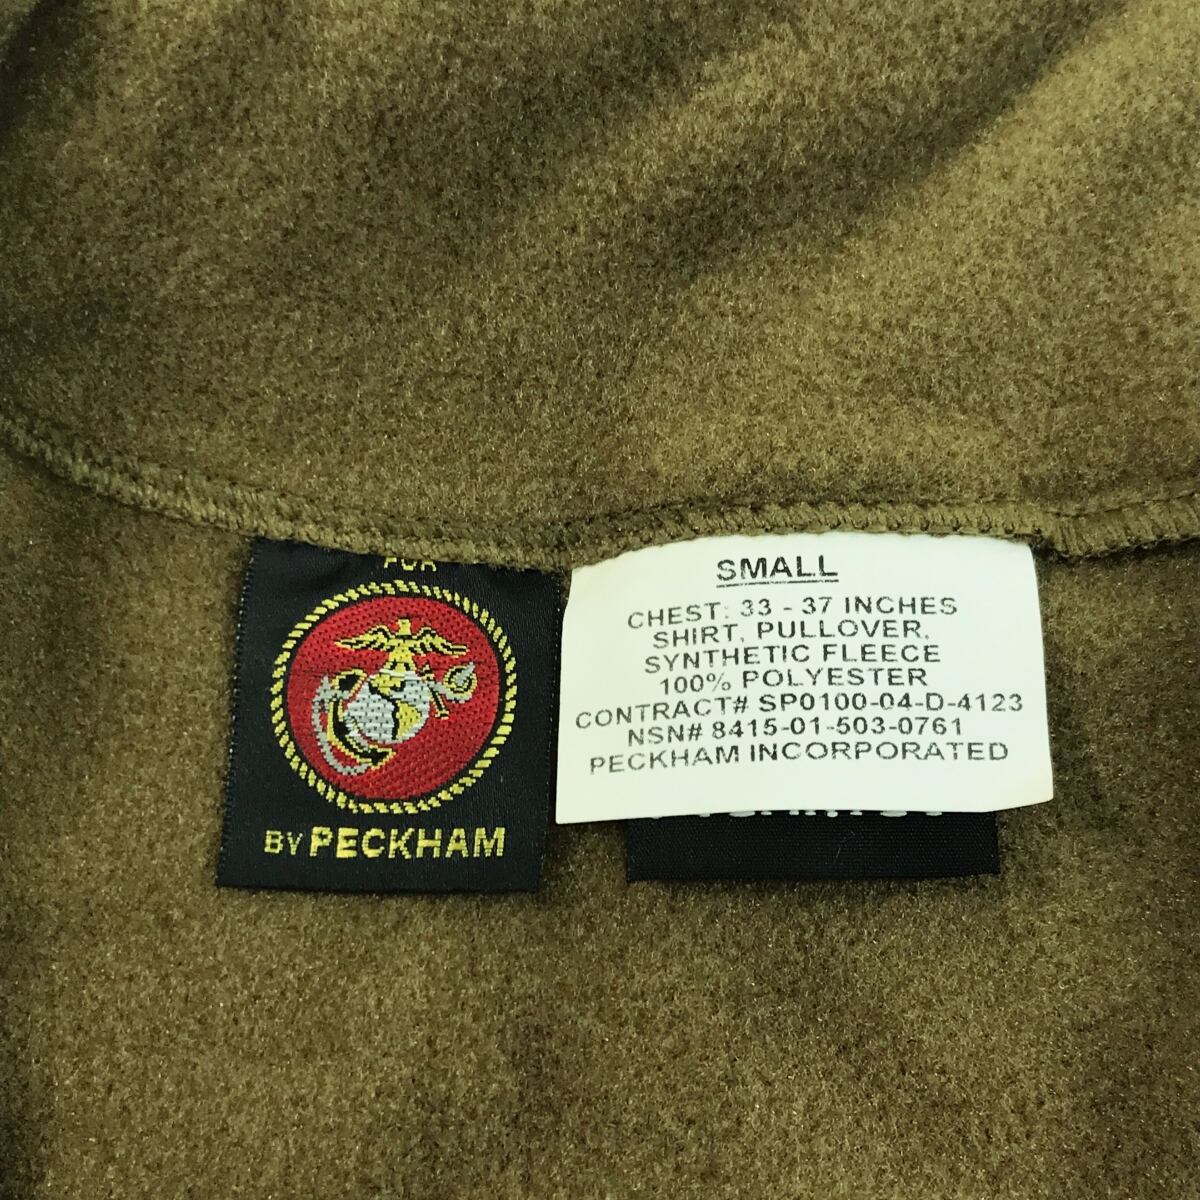 FOR
BY PECKHAM
SMALL
CHEST: 33 - 37 INCHES
SHIRT, PULLOVER,
SYNTHETIC FLEECE
100% POLYESTER
CONTRACT# SP0100-04-D-4123
NSN# 8415-01-503-0761
PECKHAM INCORPORATED